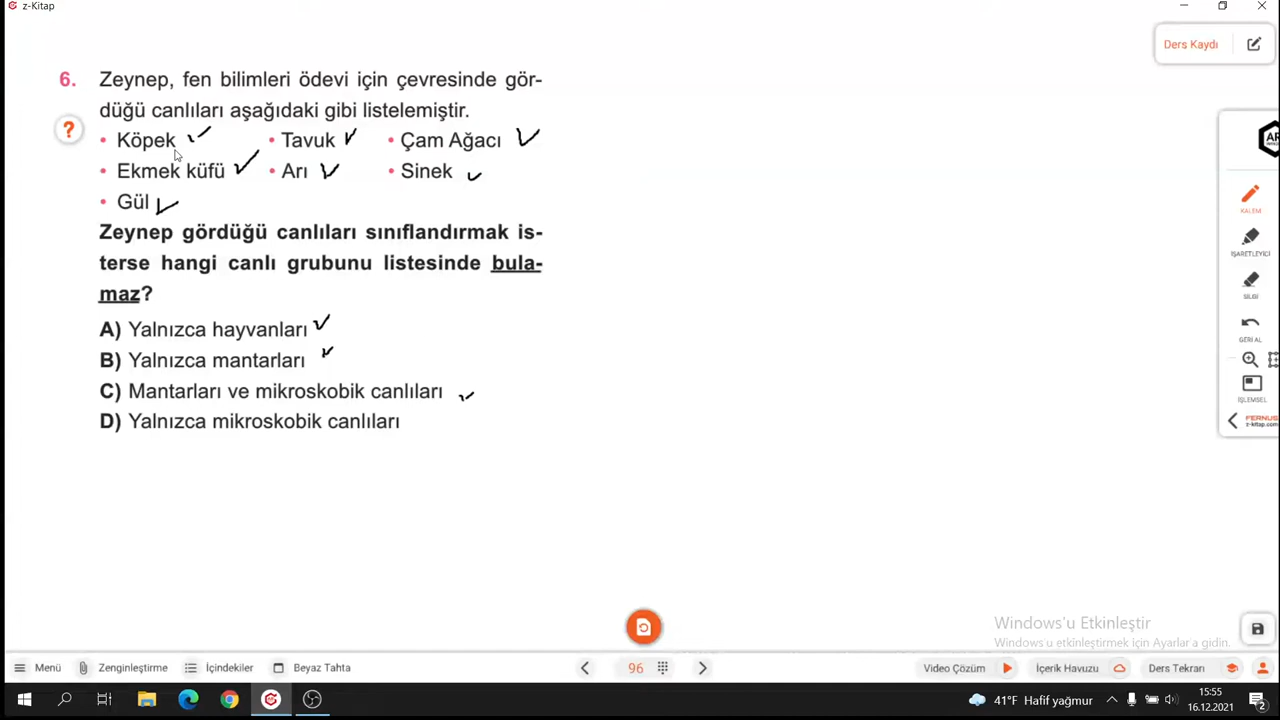 z-Kitap
Ders Kaydı
6. Zeynep, fen bilimleri ödevi için çevresinde gör-
düğü canlıları aşağıdaki gibi listelemiştir.
?
• Köpek • Tavuk • Çam Ağacı
• Ekmek küfü • Arı • Sinek
• Gül
Zeynep gördüğü canlıları sınıflandırmak is-
terse hangi canlı grubunu listesinde bula-
maz?
A) Yalnızca hayvanları
B) Yalnızca mantarları
C) Mantarları ve mikroskobik canlıları
D) Yalnızca mikroskobik canlıları
KALEM
İŞARETLEYİCİ
SİLGİ
GERİ AL
İŞLEMSEL
FERNUS
z-kitap.com
Windows'u Etkinleştir
Windows'u etkinleştirmek için Ayarlar'a gidin.
Menü Zenginleştirme İçindekiler Beyaz Tahta 96 Video Çözüm İçerik Havuzu Ders Tekrarı
41°F Hafif yağmur 15:55
16.12.2021 2